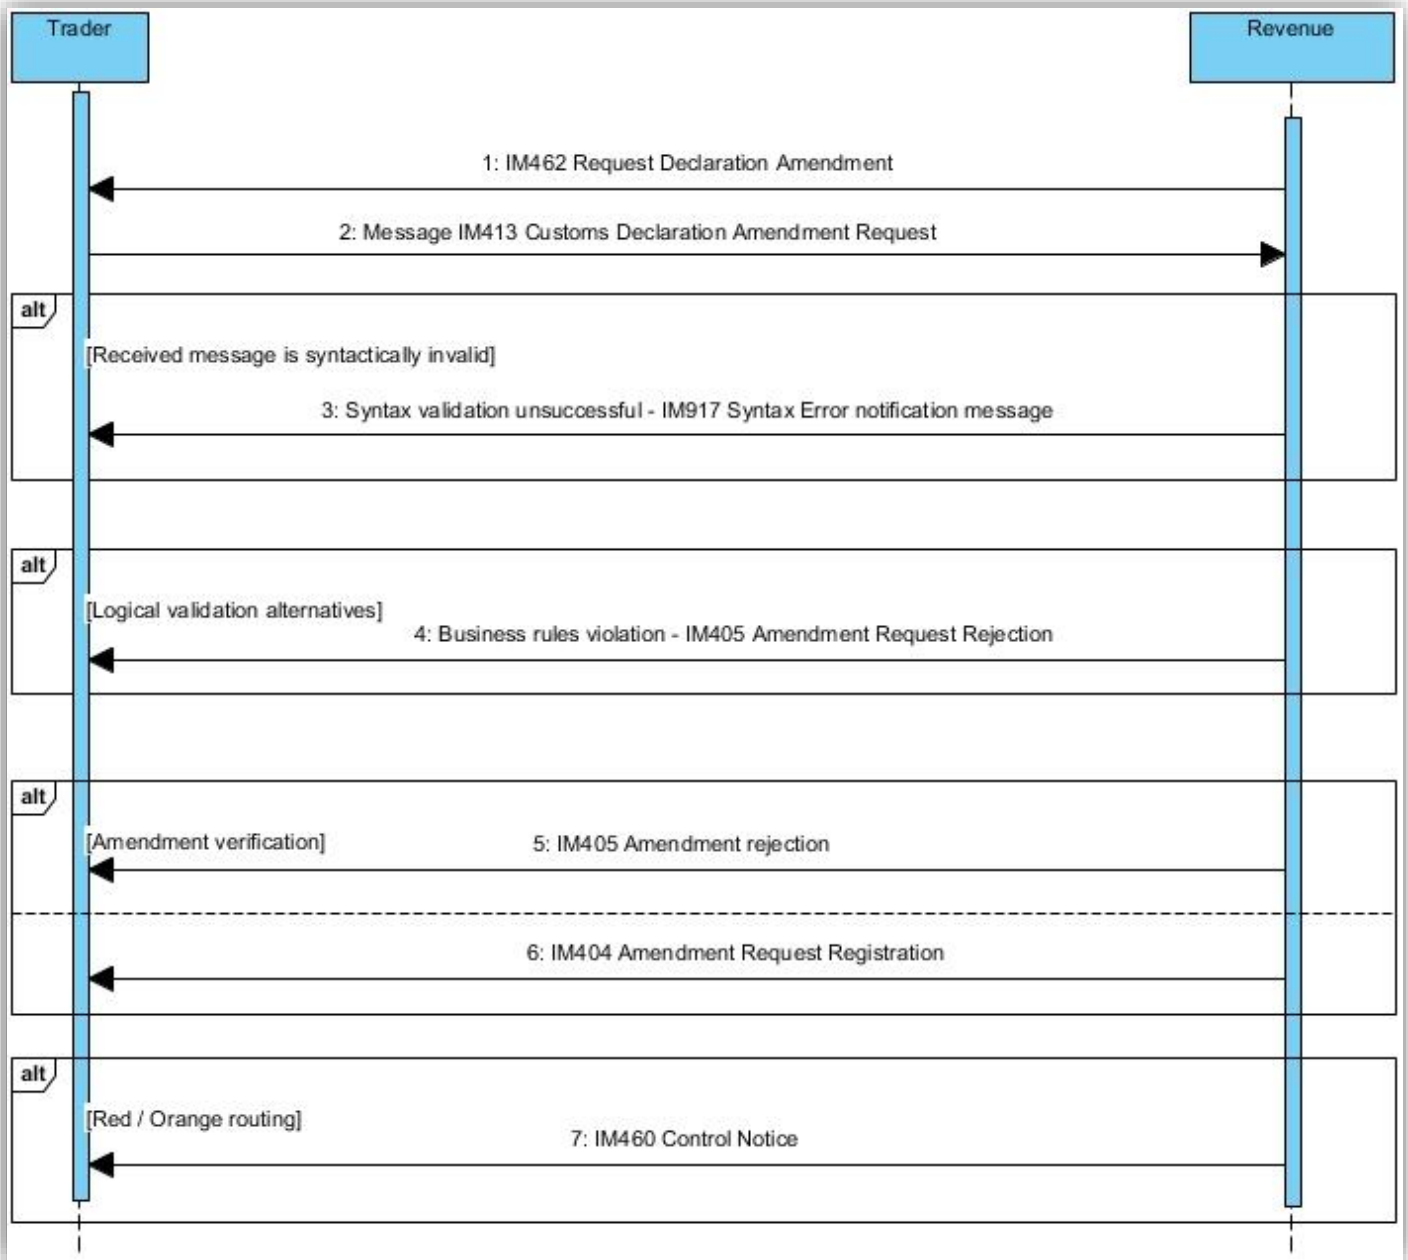 Trader
Revenue
1: IM462 Request Declaration Amendment
2: Message IM413 Customs Declaration Amendment Request
alt
[Received message is syntactically invalid]
3: Syntax validation unsuccessful - IM917 Syntax Error notification message
alt
[Logical validation alternatives]
4: Business rules violation - IM405 Amendment Request Rejection
alt
[Amendment verification]
5: IM405 Amendment rejection
6: IM404 Amendment Request Registration
alt
[Red / Orange routing]
7: IM460 Control Notice